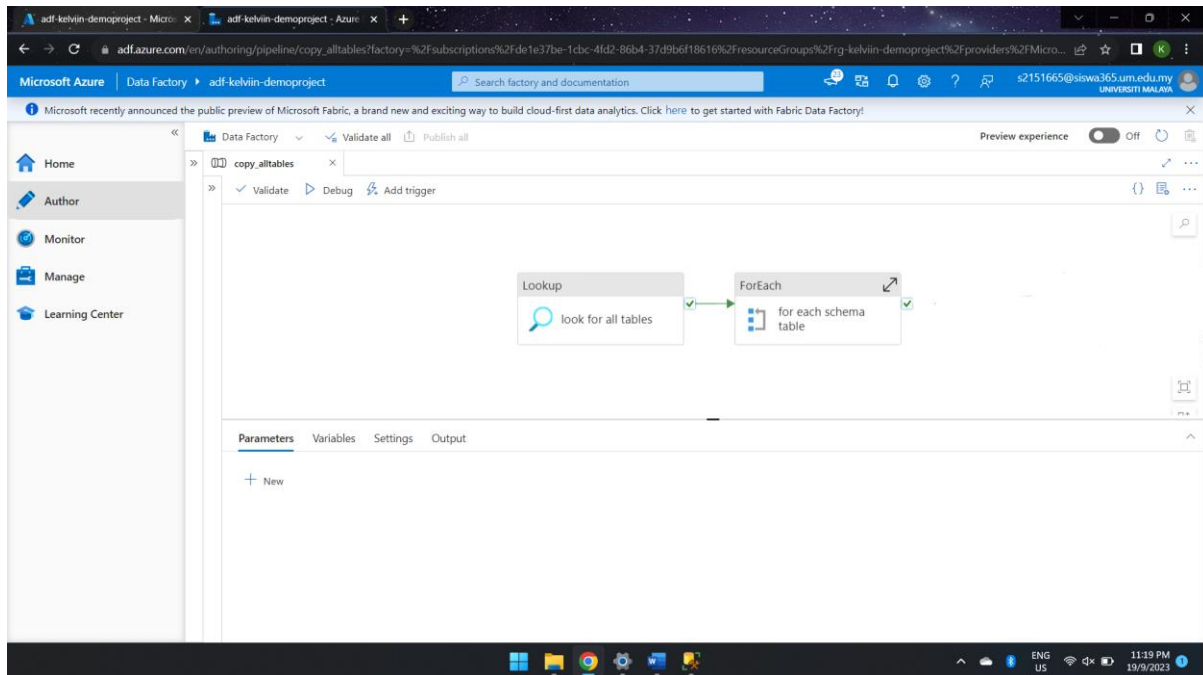 adf-kelviin-demoproject - Micro
adf-kelviin-demoproject - Azure
adf.azure.com/en/authoring/pipeline/copy_alltables?factory=%2Fsubscriptions%2Fde1e37be-1cbc-4fd2-86b4-37d9b6f18616%2FresourceGroups%2Frg-kelviin-demoproject%2Fproviders%2FMicro...
K
Microsoft Azure | Data Factory adf-kelviin-demoproject
Search factory and documentation
s2151665@siswa365.um.edu.my
UNIVERSITI MALAYA
Microsoft recently announced the public preview of Microsoft Fabric, a brand new and exciting way to build cloud-first data analytics. Click here to get started with Fabric Data Factory!
Data Factory
Validate all
Publish all
Preview experience
Off
Home
Author
Monitor
Manage
Learning Center
copy_alltables
Validate
Debug
Add trigger
Lookup
look for all tables
ForEach
for each schema
table
Parameters
Variables
Settings
Output
New
ENG
US
11:19 PM
19/9/2023